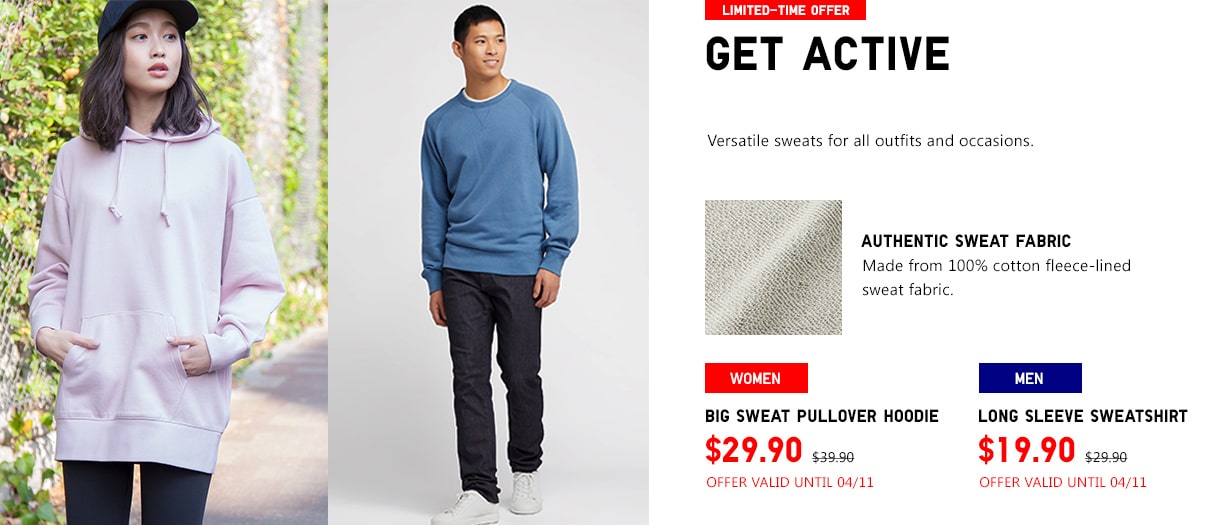 LIMITED-TIME OFFER
GET ACTIVE
Versatile sweats for all outfits and occasions.
AUTHENTIC SWEAT FABRIC
Made from 100% cotton fleece-lined
sweat fabric.
WOMEN
BIG SWEAT PULLOVER HOODIE
$29.90 $39.90
OFFER VALID UNTIL 04/11
MEN
LONG SLEEVE SWEATSHIRT
$19.90 $29.90
OFFER VALID UNTIL 04/11